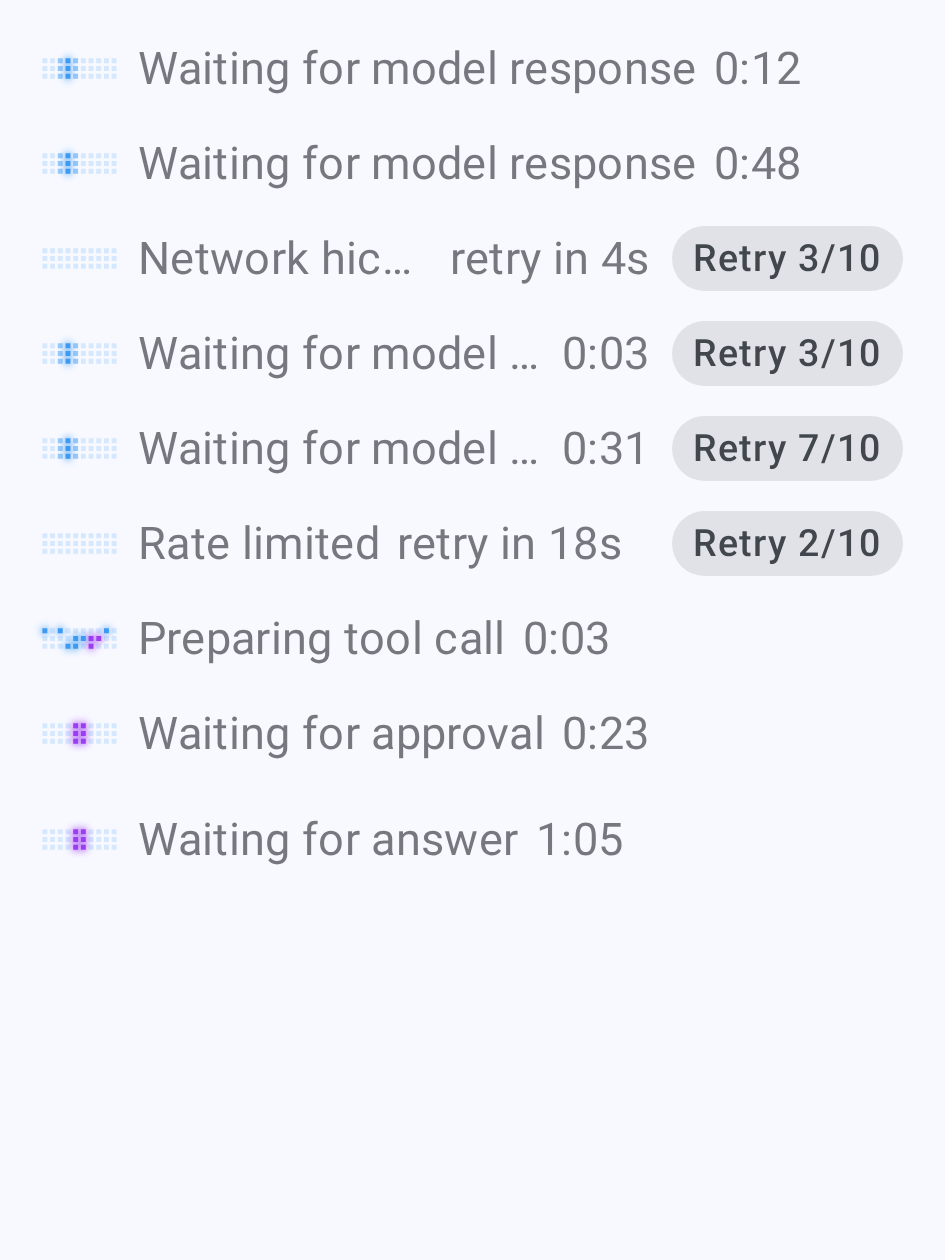 Waiting for model response 0:12
Waiting for model response 0:48
Network hic… retry in 4s Retry 3/10
Waiting for model … 0:03 Retry 3/10
Waiting for model … 0:31 Retry 7/10
Rate limited retry in 18s Retry 2/10
Preparing tool call 0:03
Waiting for approval 0:23
Waiting for answer 1:05